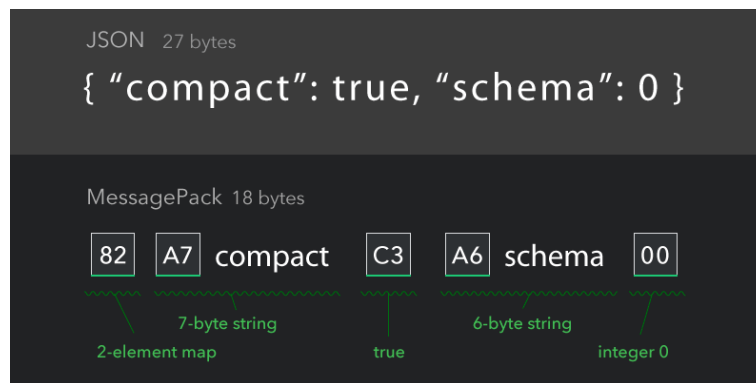 JSON 27 bytes
{ “compact”: true, “schema”: 0 }
MessagePack 18 bytes
82 A7 compact C3 A6 schema 00
7-byte string 6-byte string
2-element map true integer 0